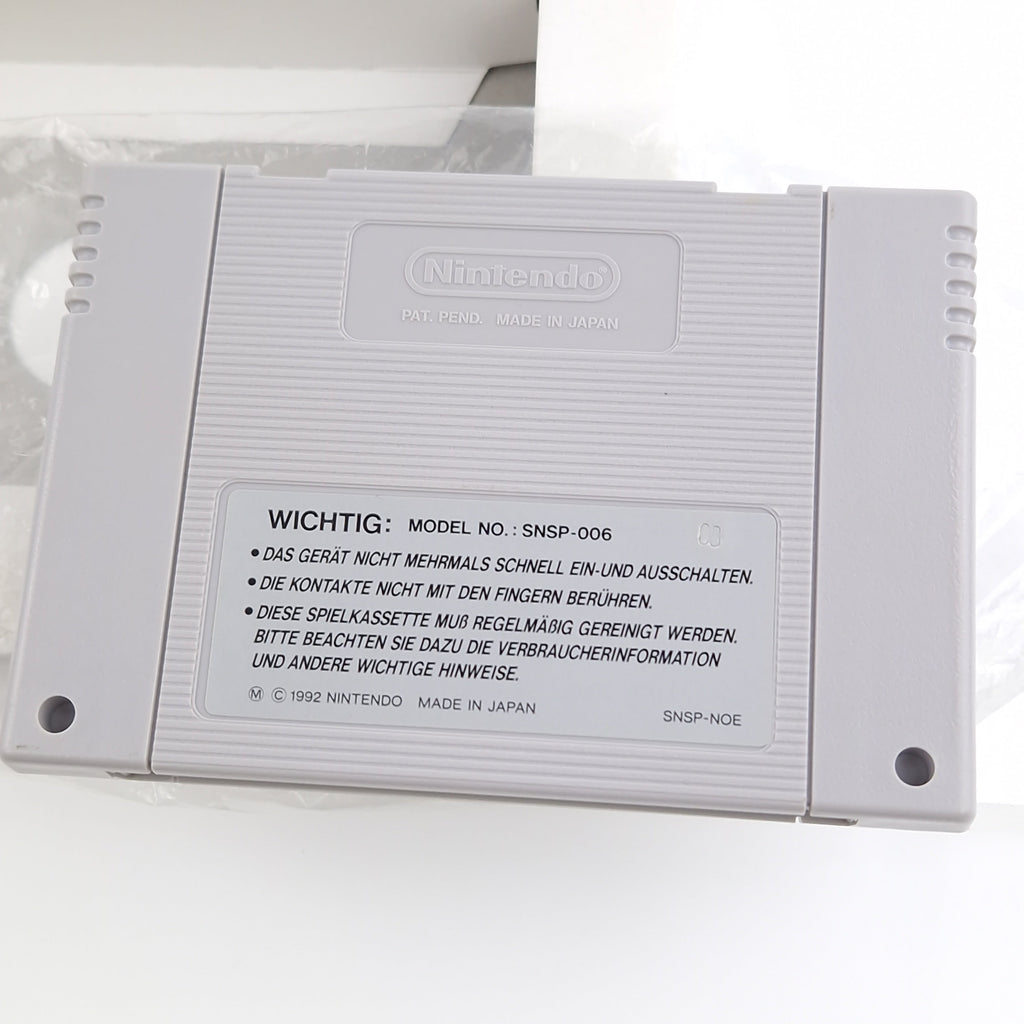 Nintendo®
PAT. PEND. MADE IN JAPAN
WICHTIG: MODEL NO.: SNSP-006
• DAS GERÄT NICHT MEHRMALS SCHNELL EIN-UND AUSSCHALTEN.
• DIE KONTAKTE NICHT MIT DEN FINGERN BERÜHREN.
• DIESE SPIELKASSETTE MUß REGELMÄßIG GEREINIGT WERDEN.
BITTE BEACHTEN SIE DAZU DIE VERBRAUCHERINFORMATION
UND ANDERE WICHTIGE HINWEISE.
Ⓜ © 1992 NINTENDO MADE IN JAPAN
SNSP-NOE